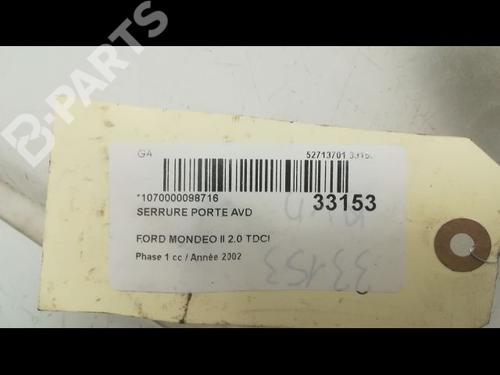 B-PARTS
GA 52713701 33153
*1070000098716 33153
SERRURE PORTE AVD
FORD MONDEO II 2.0 TDCI
Phase 1 cc / Année 2002
33153